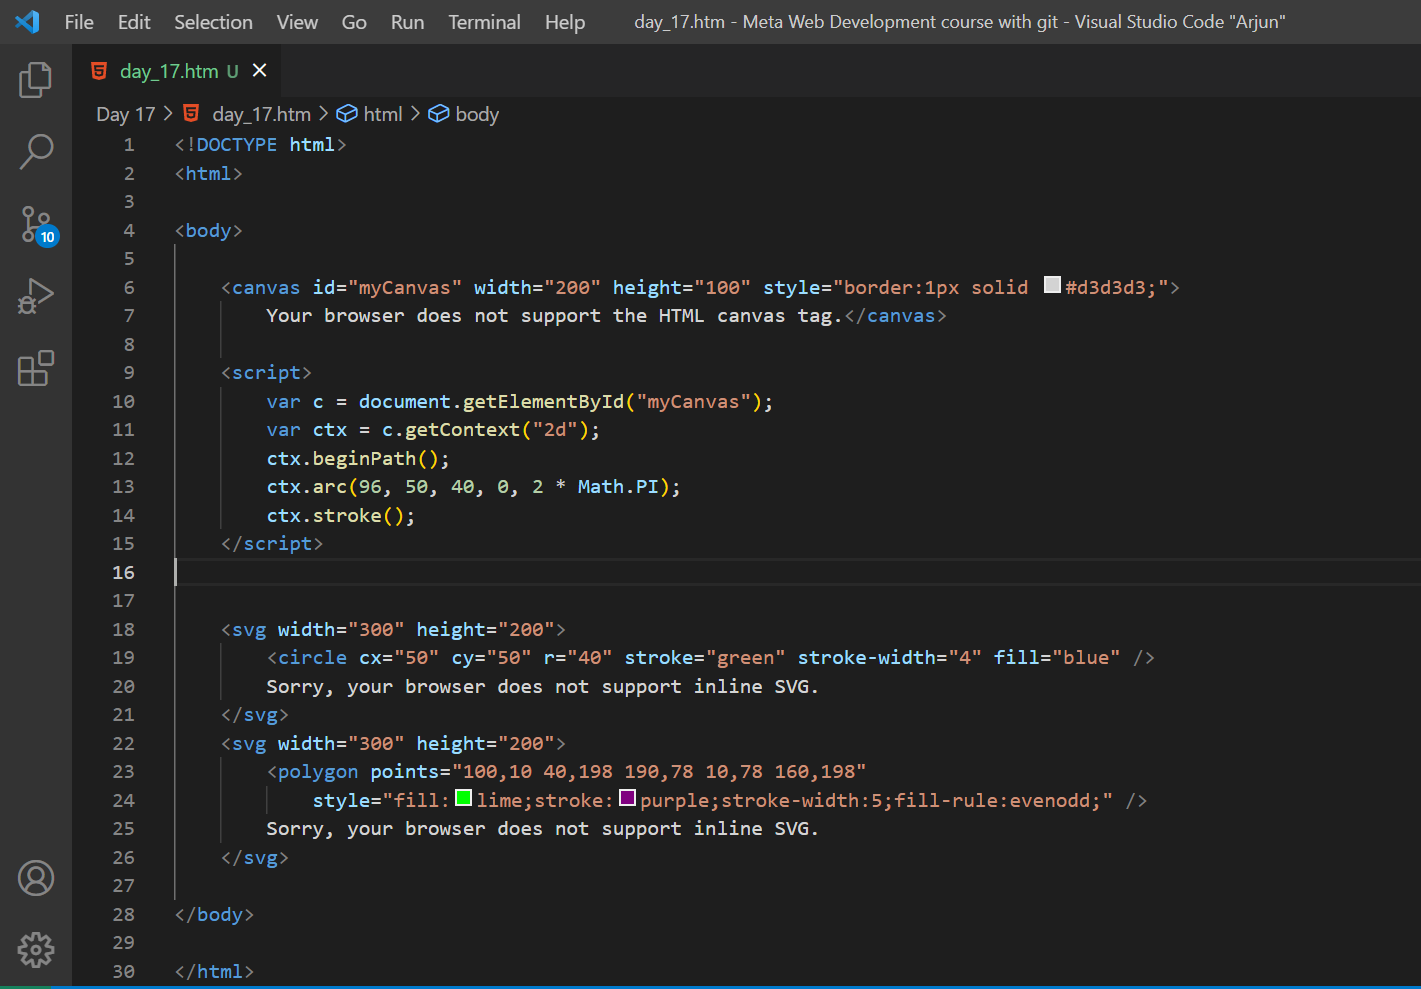 File Edit Selection View Go Run Terminal Help day_17.htm - Meta Web Development course with git - Visual Studio Code "Arjun"
day_17.htm U
Day 17 > day_17.htm > html > body
1 <!DOCTYPE html>
2 <html>
3
4 <body>
5
6 <canvas id="myCanvas" width="200" height="100" style="border:1px solid #d3d3d3;">
7 Your browser does not support the HTML canvas tag.</canvas>
8
9 <script>
10 var c = document.getElementById("myCanvas");
11 var ctx = c.getContext("2d");
12 ctx.beginPath();
13 ctx.arc(96, 50, 40, 0, 2 * Math.PI);
14 ctx.stroke();
15 </script>
16
17
18 <svg width="300" height="200">
19 <circle cx="50" cy="50" r="40" stroke="green" stroke-width="4" fill="blue" />
20 Sorry, your browser does not support inline SVG.
21 </svg>
22 <svg width="300" height="200">
23 <polygon points="100,10 40,198 190,78 10,78 160,198"
24 style="fill:lime;stroke:purple;stroke-width:5;fill-rule:evenodd;" />
25 Sorry, your browser does not support inline SVG.
26 </svg>
27
28 </body>
29
30 </html>
10